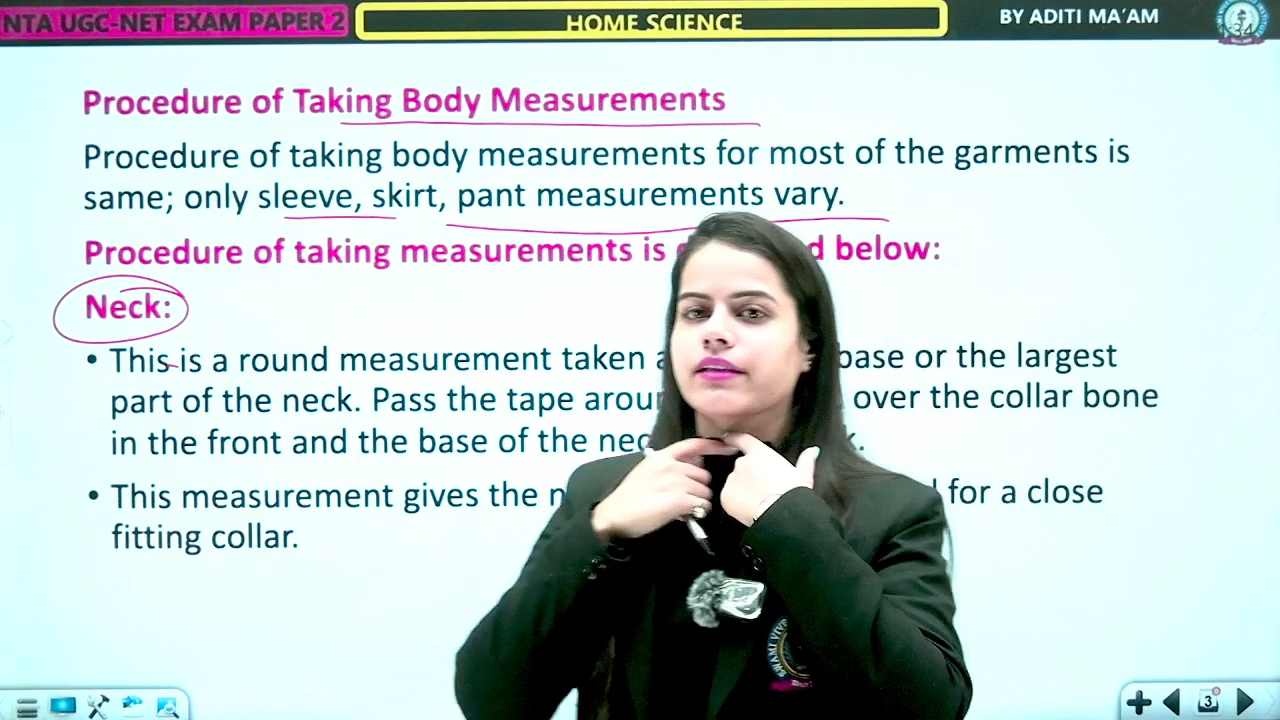 NTA UGC-NET EXAM PAPER 2
HOME SCIENCE
BY ADITI MA'AM
34
Procedure of Taking Body Measurements
Procedure of taking body measurements for most of the garments is
same; only sleeve, skirt, pant measurements vary.
Procedure of taking measurements is below:
Neck:
• This is a round measurement taken base or the largest
part of the neck. Pass the tape over the collar bone
in the front and the base of the
• This measurement gives the for a close
fitting collar.
SWAMI
3